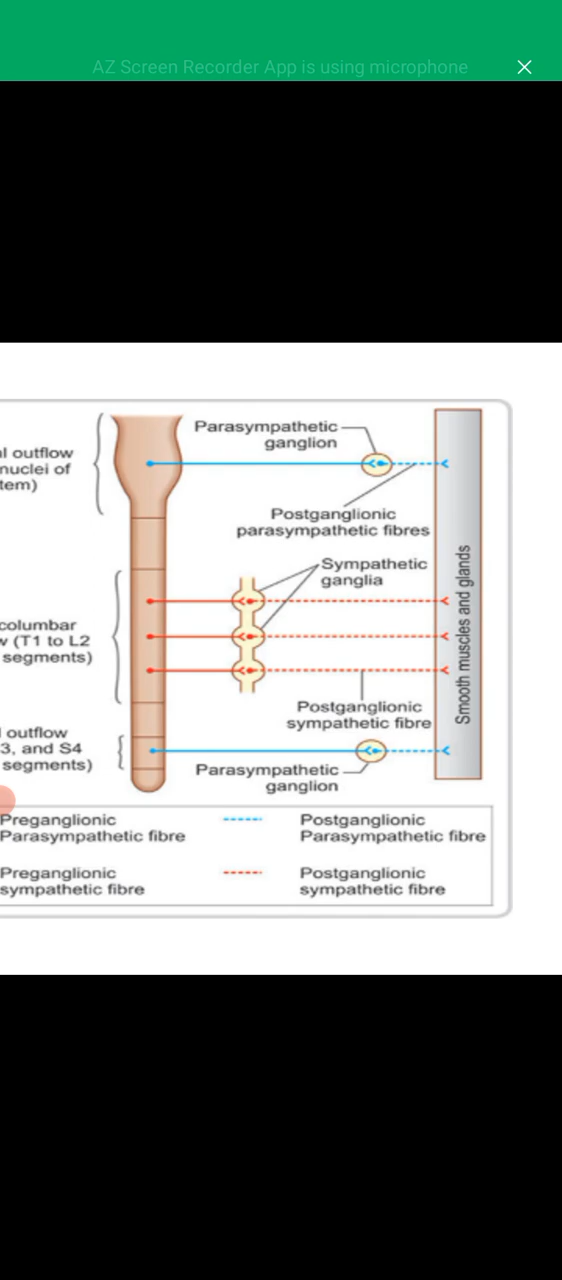 AZ Screen Recorder App is using microphone
Parasympathetic
ganglion
al outflow
nuclei of
tem)
Postganglionic
parasympathetic fibres
Sympathetic
ganglia
columbar
w (T1 to L2
segments)
Smooth muscles and glands
Postganglionic
sympathetic fibre
l outflow
3, and S4
segments)
Parasympathetic
ganglion
Preganglionic
Parasympathetic fibre
Postganglionic
Parasympathetic fibre
Preganglionic
sympathetic fibre
Postganglionic
sympathetic fibre